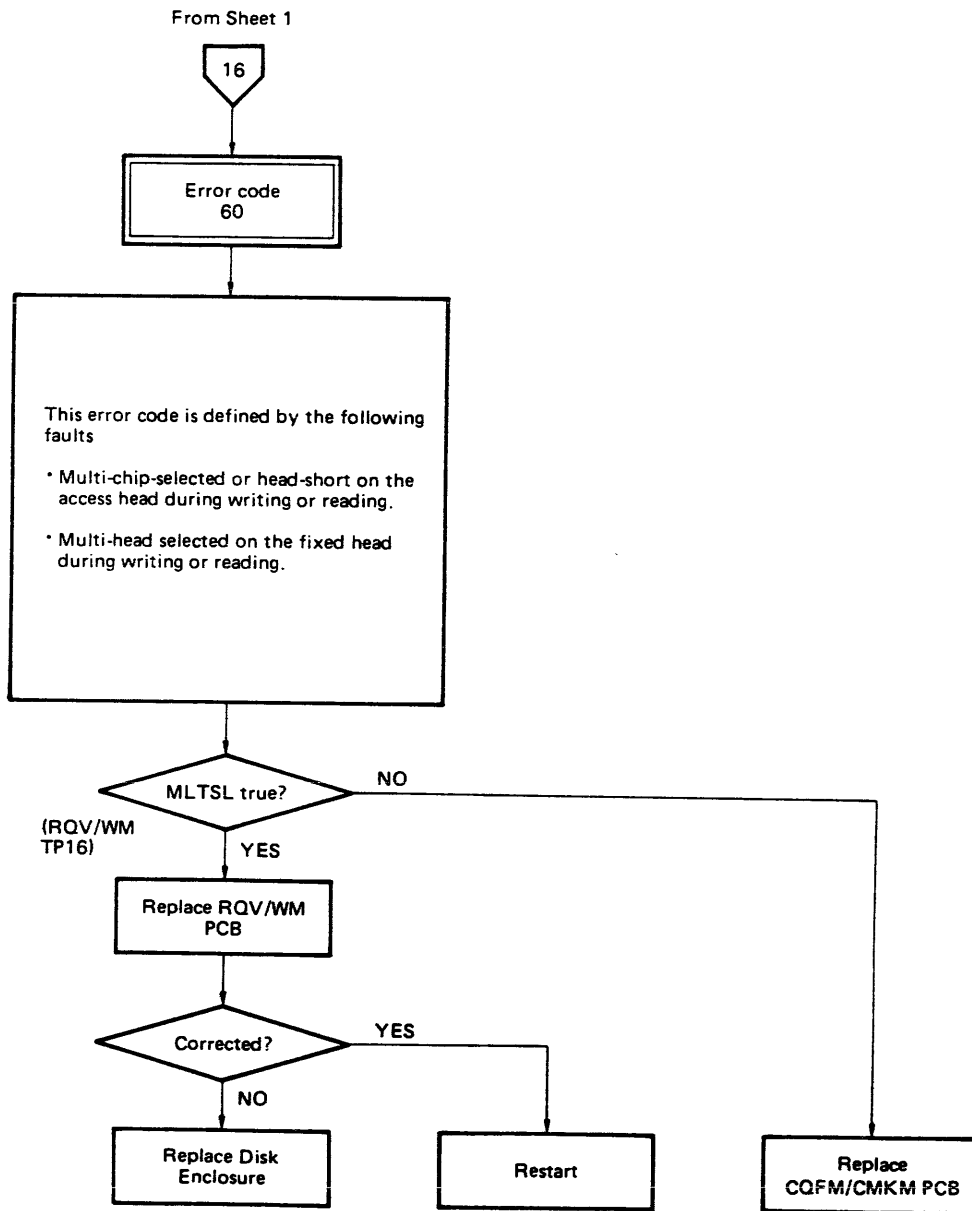 From Sheet 1
16
Error code
60
This error code is defined by the following
faults
• Multi-chip-selected or head-short on the
access head during writing or reading.
• Multi-head selected on the fixed head
during writing or reading.
MLTSL true?
NO
(RQV/WM
TP16)
YES
Replace RQV/WM
PCB
Corrected?
YES
NO
Replace Disk
Enclosure
Restart
Replace
CQFM/CMKM PCB